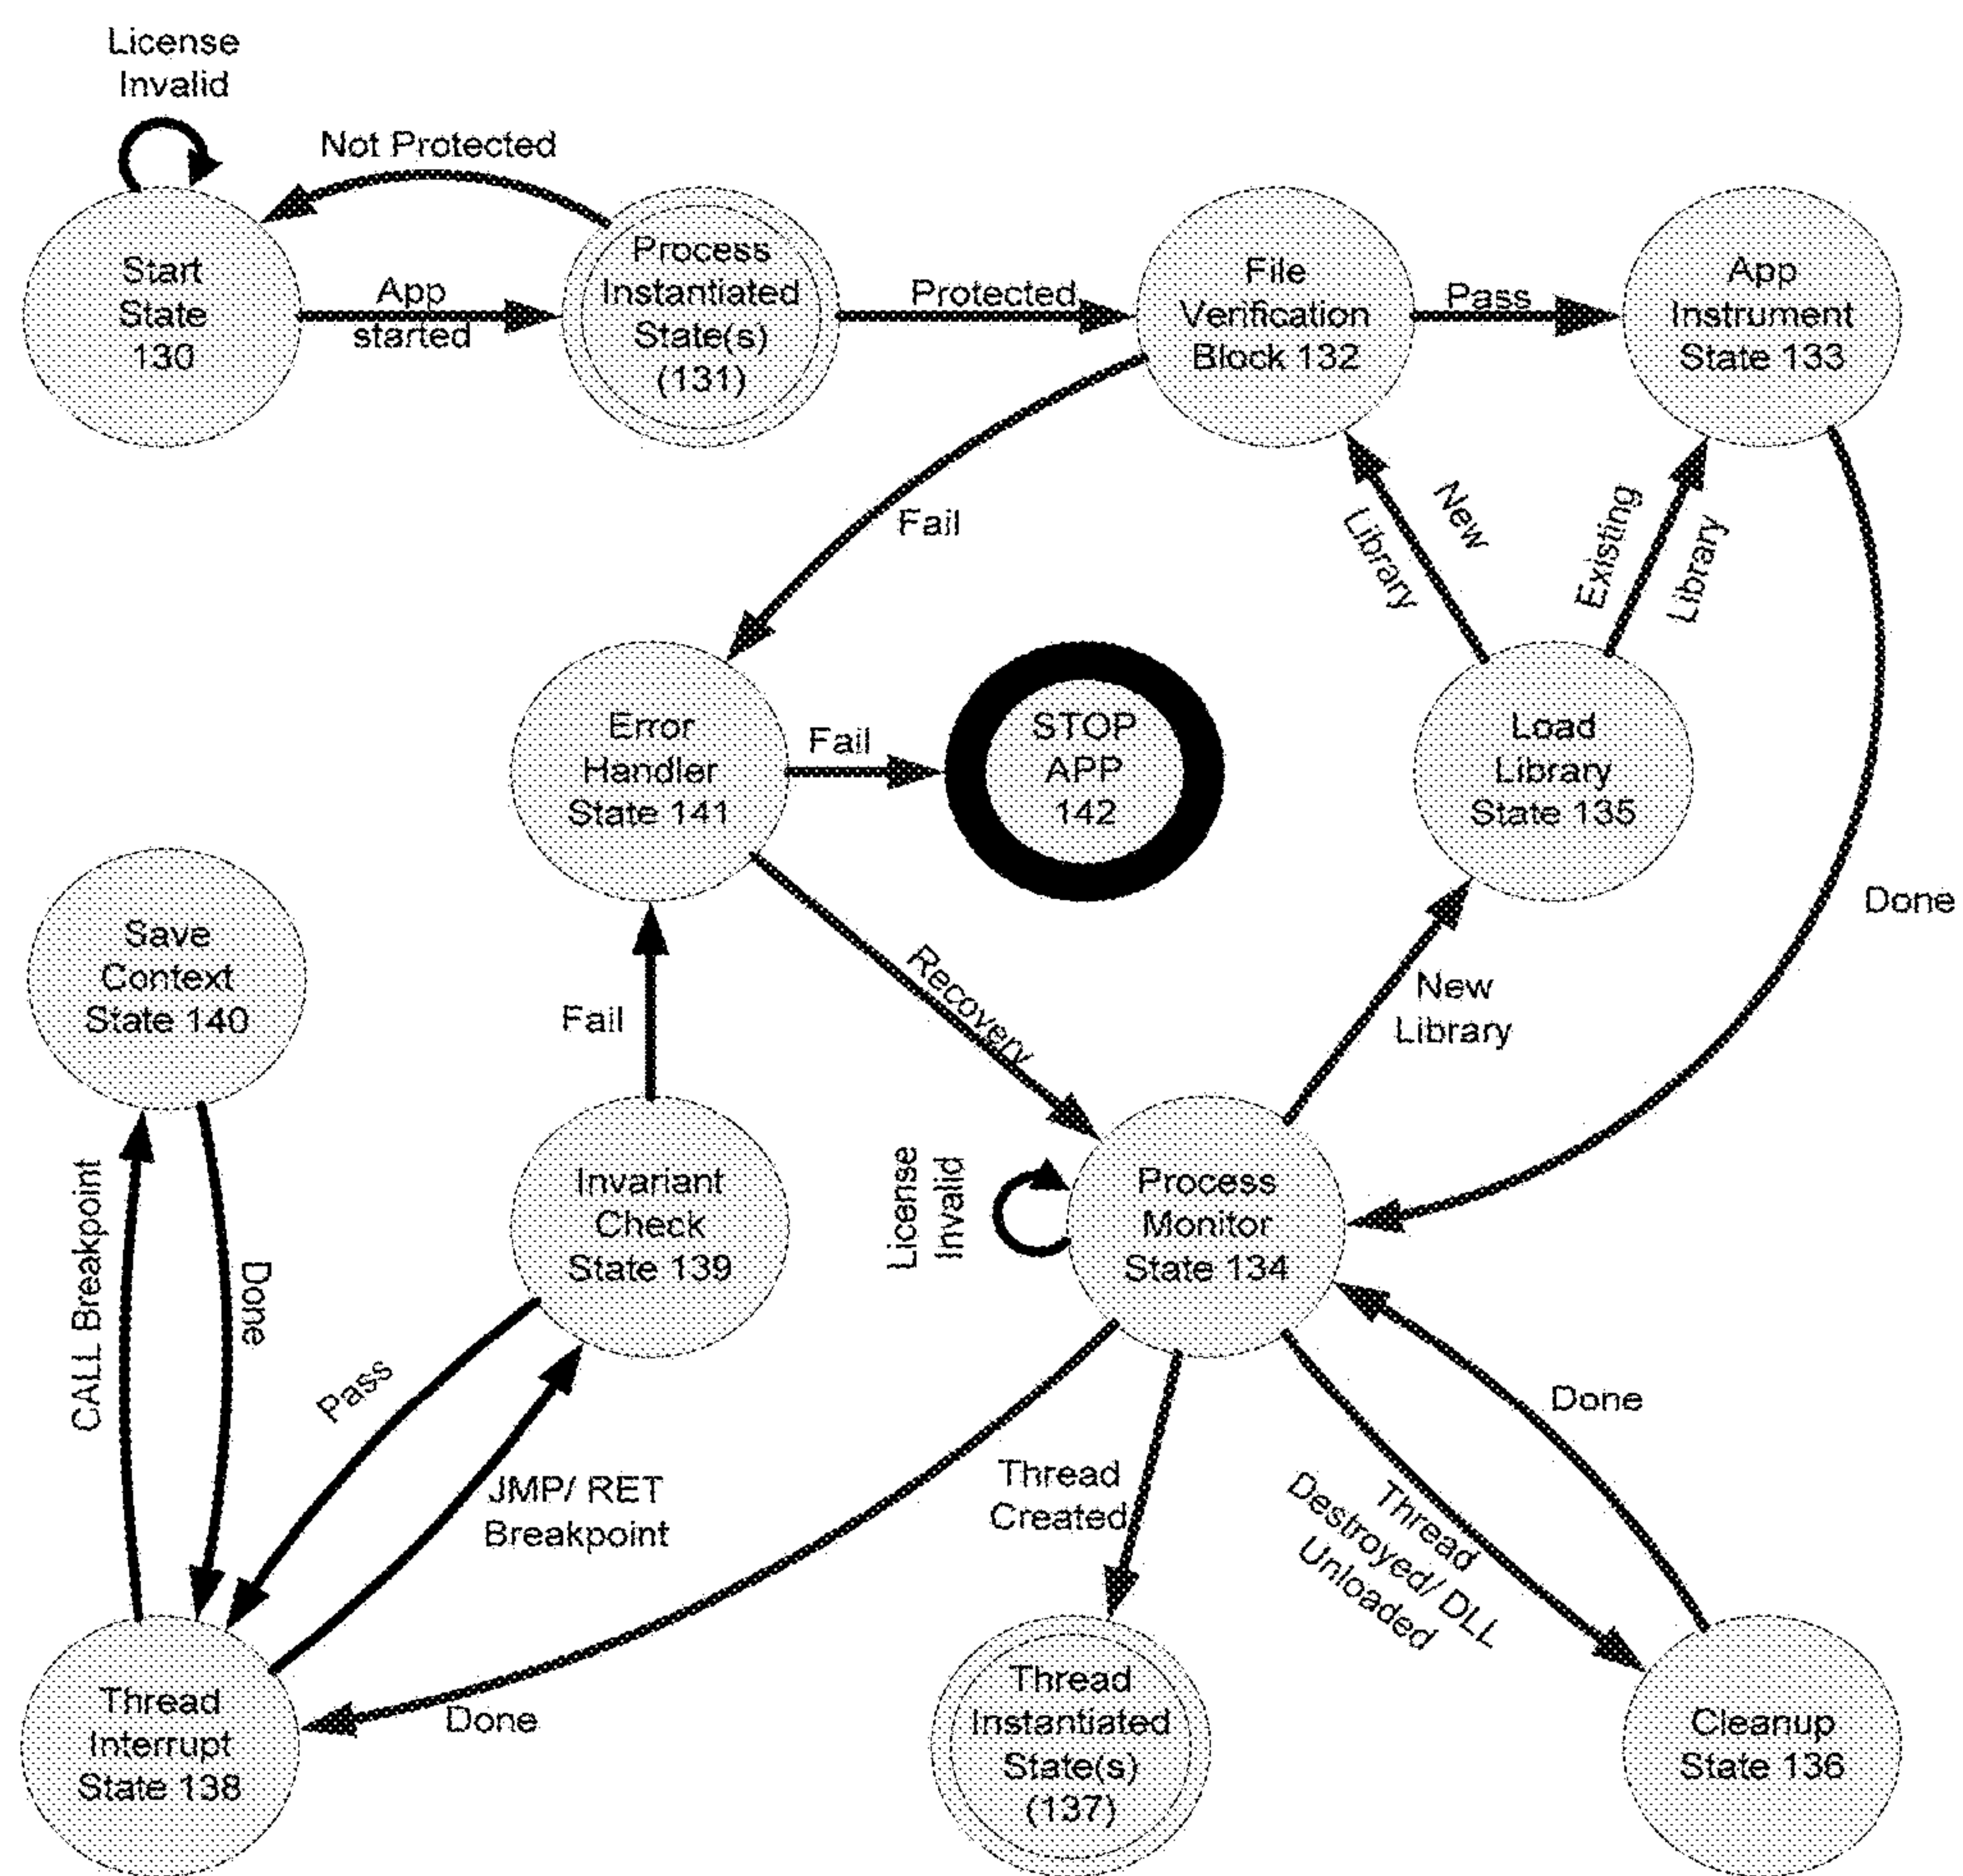 License
Invalid
Not Protected
Start
State
130
App
started
Process
Instantiated
State(s)
(131)
Protected
File
Verification
Block 132
Pass
App
Instrument
State 133
Fail
New
Library
Existing
Library
Error
Handler
State 141
Fail
STOP
APP
142
Load
Library
State 135
Done
Save
Context
State 140
Fail
Recovery
New
Library
CALL Breakpoint
Done
Invariant
Check
State 139
License
Invalid
Process
Monitor
State 134
Pass
JMP/ RET
Breakpoint
Thread
Created
Thread
Destroyed/ DLL
Unloaded
Done
Thread
Interrupt
State 138
Done
Thread
Instantiated
State(s)
(137)
Cleanup
State 136